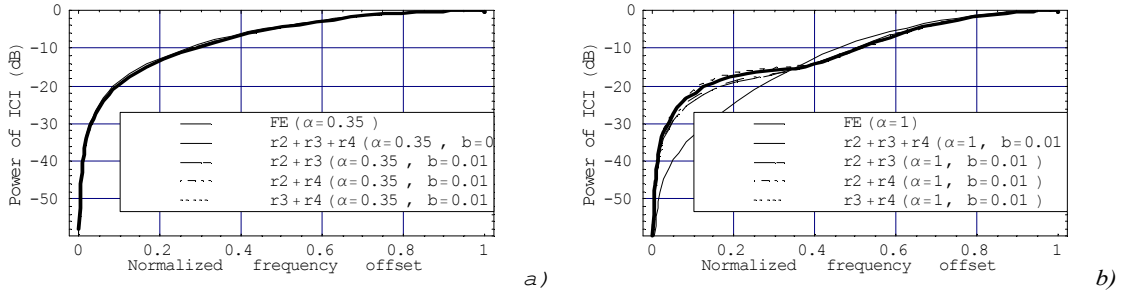 0
-10
-20
-30
-40
-50
Power of ICI (dB)
FE (α=0.35 )
r2+r3+r4 (α=0.35 , b=0
r2+r3 (α=0.35 , b=0.01
r2+r4 (α=0.35 , b=0.01
r3+r4 (α=0.35 , b=0.01
0 0.2 0.4 0.6 0.8 1
Normalized frequency offset
a)
0
-10
-20
-30
-40
-50
Power of ICI (dB)
FE (α=1)
r2+r3+r4 (α=1, b=0.01
r2+r3 (α=1, b=0.01 )
r2+r4 (α=1, b=0.01 )
r3+r4 (α=1, b=0.01 )
0 0.2 0.4 0.6 0.8 1
Normalized frequency offset
b)